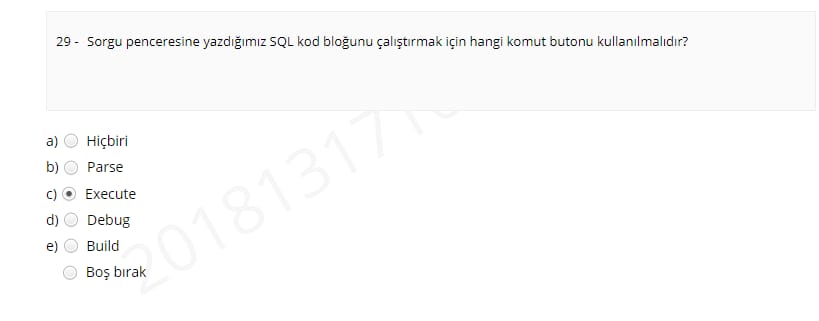 29 - Sorgu penceresine yazdığımız SQL kod bloğunu çalıştırmak için hangi komut butonu kullanılmalıdır?
a) Hiçbiri
b) Parse
c) Execute
d) Debug
e) Build
Boş bırak